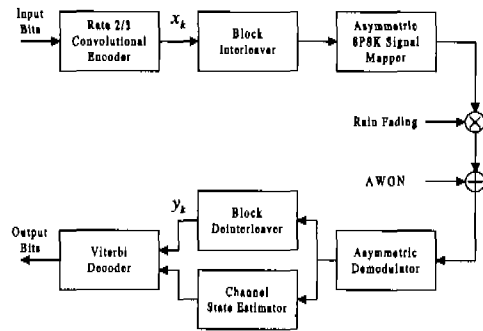 Input
Bits
Rate 2/3
Convolutional
Encoder
x_k
Block
Interleaver
Asymmetric
8PSK Signal
Mapper
Rain Fading
AWGN
Output
Bits
Viterbi
Decoder
y_k
Block
Deinterleaver
Channel
State Estimator
Asymmetric
Demodulator